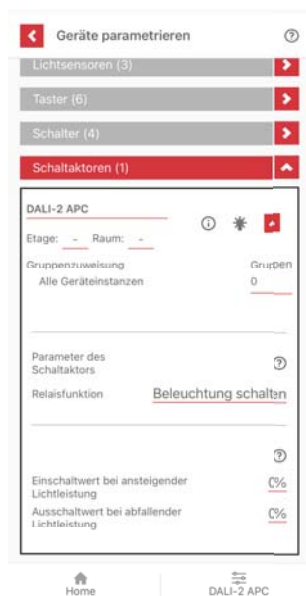 Geräte parametrieren
Lichtsensoren (3)
Taster (6)
Schalter (4)
Schaltaktoren (1)
DALI-2 APC
Etage: - Raum: -
Gruppenzuweisung Gruppen
Alle Geräteinstanzen 0
Parameter des
Schaltaktors
Relaisfunktion Beleuchtung schalten
Einschaltwert bei ansteigender
Lichtleistung 0%
Ausschaltwert bei abfallender
Lichtleistung 0%
Home DALI-2 APC